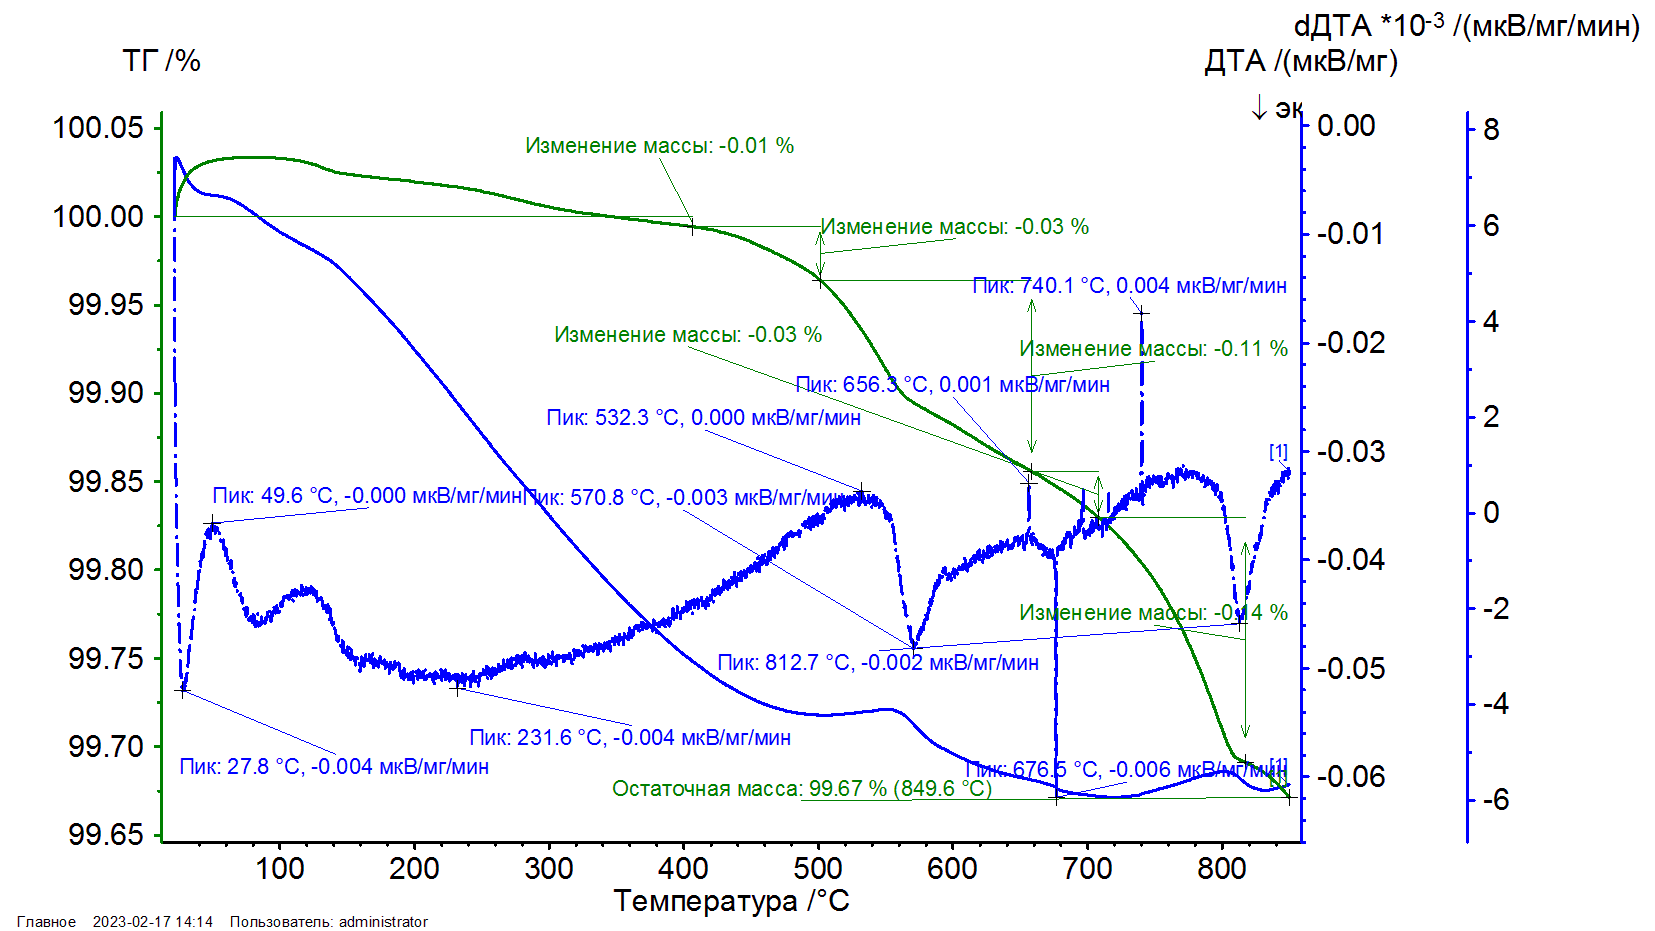 dДТА *10-3 /(мкВ/мг/мин)
ТГ /%
ДТА /(мкВ/мг)
↓ эк
100.05
100.00
99.95
99.90
99.85
99.80
99.75
99.70
99.65
0.00
-0.01
-0.02
-0.03
-0.04
-0.05
-0.06
8
6
4
2
0
-2
-4
-6
Изменение массы: -0.01 %
Изменение массы: -0.03 %
Пик: 740.1 °C, 0.004 мкВ/мг/мин
Изменение массы: -0.03 %
Изменение массы: -0.11 %
Пик: 656.3 °C, 0.001 мкВ/мг/мин
Пик: 532.3 °C, 0.000 мкВ/мг/мин
[1]
Пик: 49.6 °C, -0.000 мкВ/мг/мин
Пик: 570.8 °C, -0.003 мкВ/мг/мин
Изменение массы: -0.14 %
Пик: 812.7 °C, -0.002 мкВ/мг/мин
Пик: 231.6 °C, -0.004 мкВ/мг/мин
Пик: 27.8 °C, -0.004 мкВ/мг/мин
Пик: 676.5 °C, -0.006 мкВ/мг/мин
[1]
Остаточная масса: 99.67 % (849.6 °C)
100 200 300 400 500 600 700 800
Температура /°C
Главное 2023-02-17 14:14 Пользователь: administrator